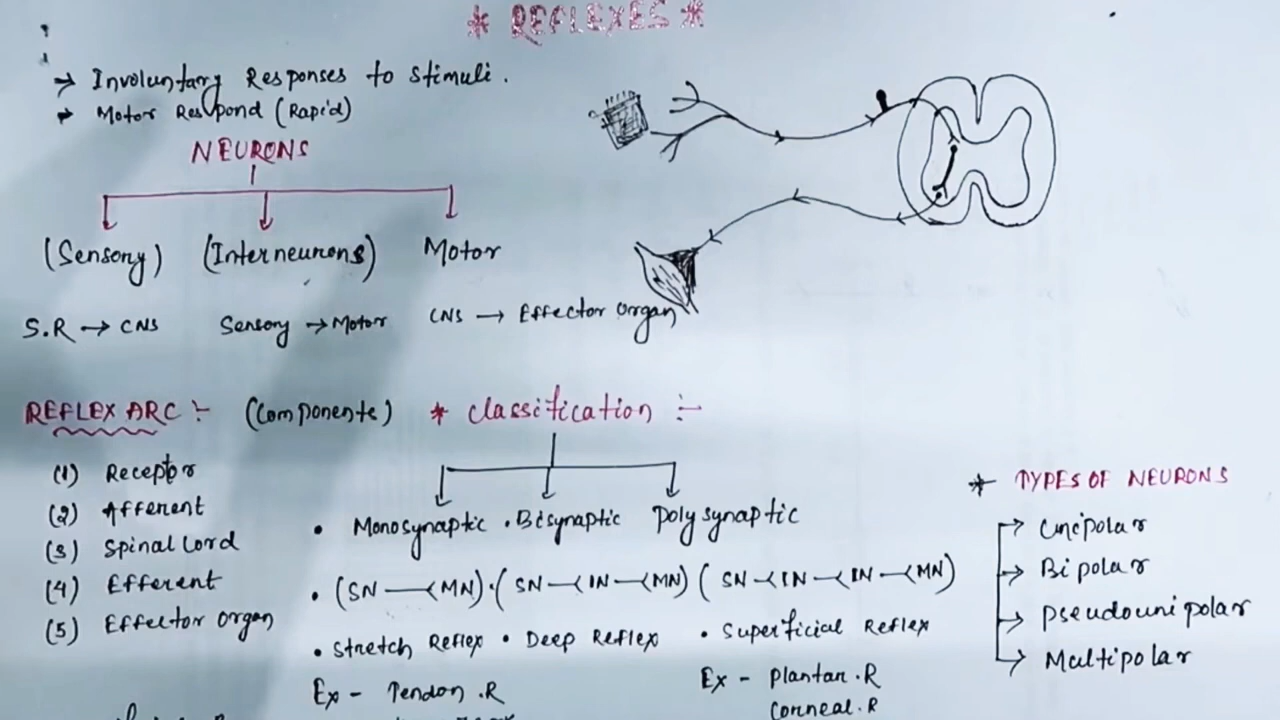 * REFLEXES *
→ Involuntary Responses to stimuli.
→ Motor Respond (Rapid)
NEURONS
(Sensory) (Interneurons) Motor
S.R → CNS Sensory → Motor CNS → Effector Organ
REFLEX ARC :- (Components) * Classification :-
(1) Receptor
(2) Afferent
(3) Spinal Cord
(4) Efferent
(5) Effector Organ
• Monosynaptic • Bisynaptic Polysynaptic
• (SN —< MN) • (SN —< IN —< MN) (SN —< IN —< IN —< MN)
• Stretch Reflex • Deep Reflex • Superficial Reflex
Ex - Tendon .R Ex - Plantar .R
Corneal .R
* TYPES OF NEURONS
→ Unipolar
→ Bipolar
→ Pseudounipolar
→ Multipolar